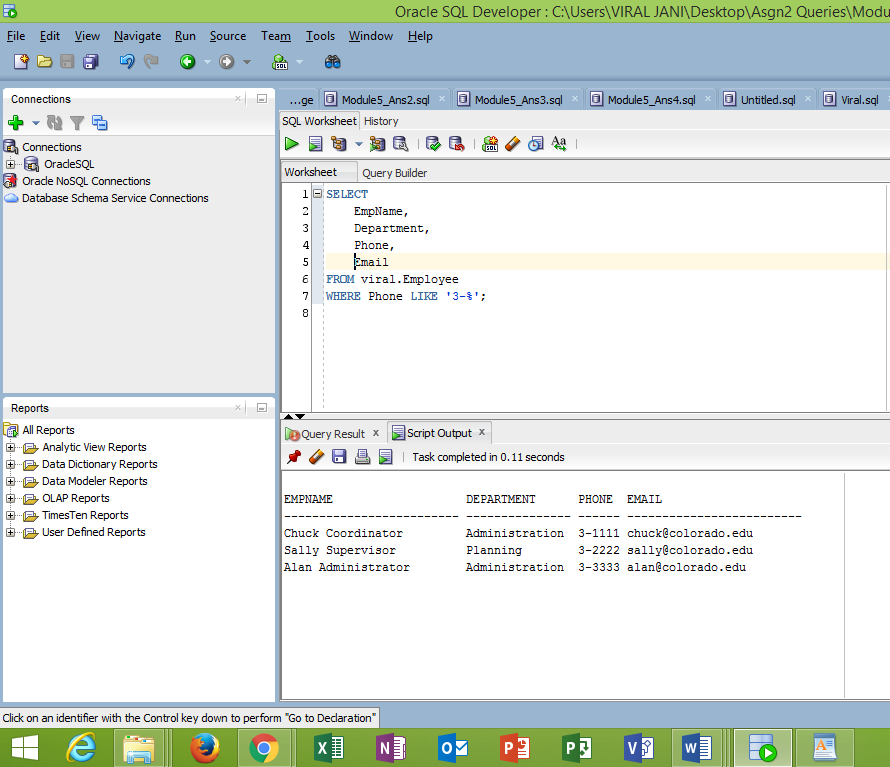 Oracle SQL Developer : C:\Users\VIRAL JANI\Desktop\Asgn2 Queries\Modu
File Edit View Navigate Run Source Team Tools Window Help
Connections
Connections
OracleSQL
Oracle NoSQL Connections
Database Schema Service Connections
Reports
All Reports
Analytic View Reports
Data Dictionary Reports
Data Modeler Reports
OLAP Reports
TimesTen Reports
User Defined Reports
...ge Module5_Ans2.sql Module5_Ans3.sql Module5_Ans4.sql Untitled.sql Viral.sql
SQL Worksheet History
Worksheet Query Builder
1 SELECT
2 EmpName,
3 Department,
4 Phone,
5 Email
6 FROM viral.Employee
7 WHERE Phone LIKE '3-%';
8
Query Result x Script Output x
Task completed in 0.11 seconds
EMPNAME DEPARTMENT PHONE EMAIL
------------------------- --------------- ------ -------------------------
Chuck Coordinator Administration 3-1111 chuck@colorado.edu
Sally Supervisor Planning 3-2222 sally@colorado.edu
Alan Administrator Administration 3-3333 alan@colorado.edu
Click on an identifier with the Control key down to perform "Go to Declaration"